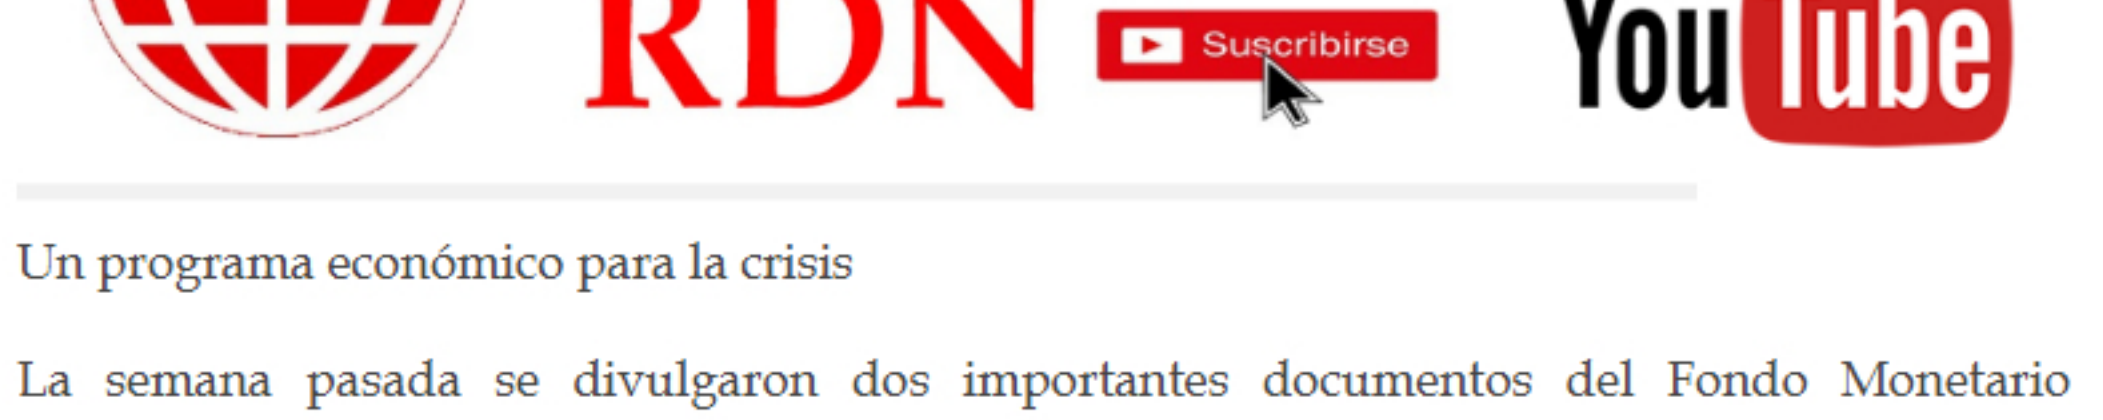 RDN Suscribirse YouTube
Un programa económico para la crisis
La semana pasada se divulgaron dos importantes documentos del Fondo Monetario